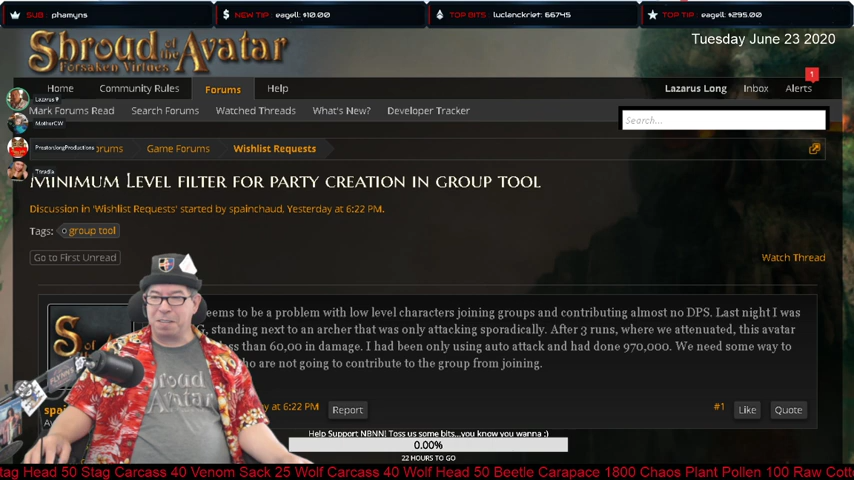 SUB: phamyns
NEW TIP: eagell: $10.00
TOP BITS: luclanckriet: 66745
TOP TIP: eagell: $295.00
Shroud of the Avatar
Forsaken Virtues
Tuesday June 23 2020
Home Community Rules Forums Help
Lazarus Long Inbox Alerts 1
Mark Forums Read Search Forums Watched Threads What's New? Developer Tracker
Search...
MotherCW
PrestonJongProductions
Thradia
orums Game Forums Wishlist Requests
Minimum Level filter for party creation in group tool
Discussion in 'Wishlist Requests' started by spainchaud, Yesterday at 6:22 PM.
Tags: group tool
Go to First Unread
Watch Thread
eems to be a problem with low level characters joining groups and contributing almost no DPS. Last night I was
G, standing next to an archer that was only attacking sporadically. After 3 runs, where we attenuated, this avatar
less than 60,00 in damage. I had been only using auto attack and had done 970,000. We need some way to
ho are not going to contribute to the group from joining.
spai
Av
y at 6:22 PM Report
#1 Like Quote
Shroud
Avatar
Help Support NBNN! Toss us some bits...you know you wanna ;)
0.00%
22 HOURS TO GO
tag Head 50 Stag Carcass 40 Venom Sack 25 Wolf Carcass 40 Wolf Head 50 Beetle Carapace 1800 Chaos Plant Pollen 100 Raw Cotto